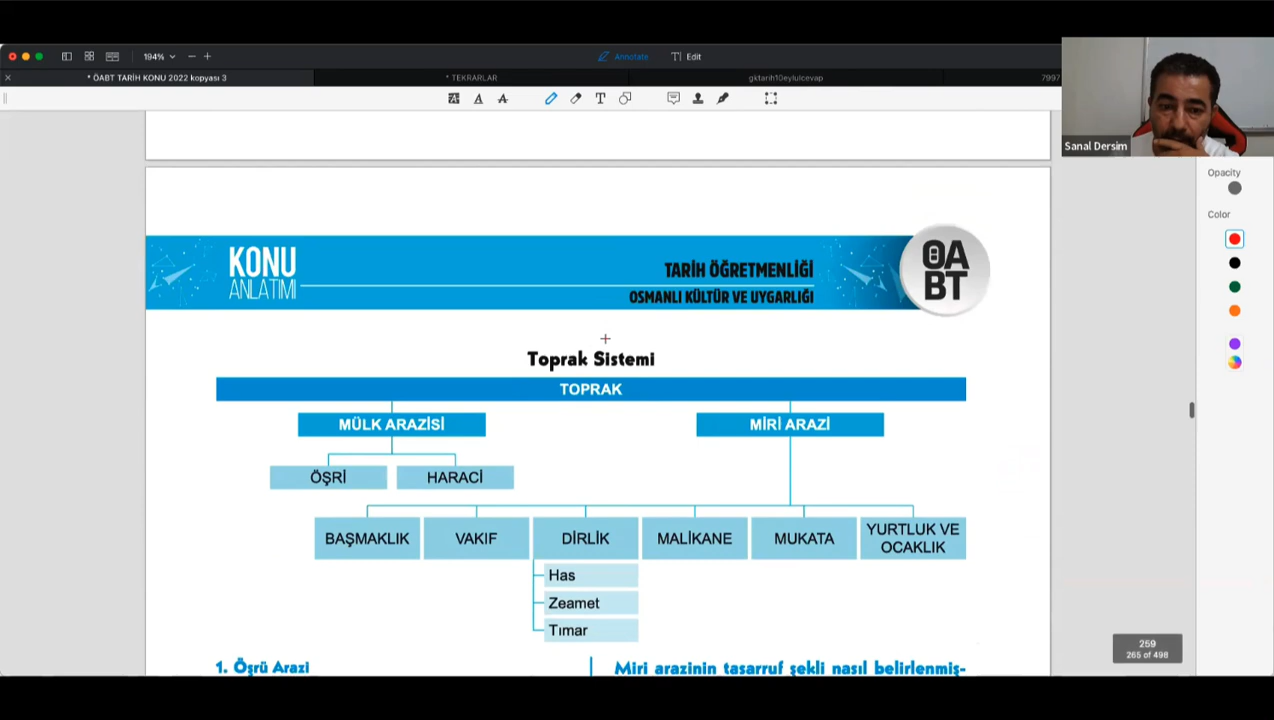 194%
Annotate
Edit
* ÖABT TARİH KONU 2022 kopyası 3
* TEKRARLAR
gktarih10eylulcevap
7997
Sanal Dersim
Opacity
Color
KONU
ANLATIMI
TARİH ÖĞRETMENLİĞİ
OSMANLI KÜLTÜR VE UYGARLIĞI
ÖA
BT
Toprak Sistemi
TOPRAK
MÜLK ARAZİSİ
MİRİ ARAZİ
ÖŞRİ
HARACİ
BAŞMAKLIK
VAKIF
DİRLİK
MALİKANE
MUKATA
YURTLUK VE
OCAKLIK
Has
Zeamet
Tımar
259
265 of 498
1. Öşrü Arazi
Miri arazinin tasarruf şekli nasıl belirlenmiş-